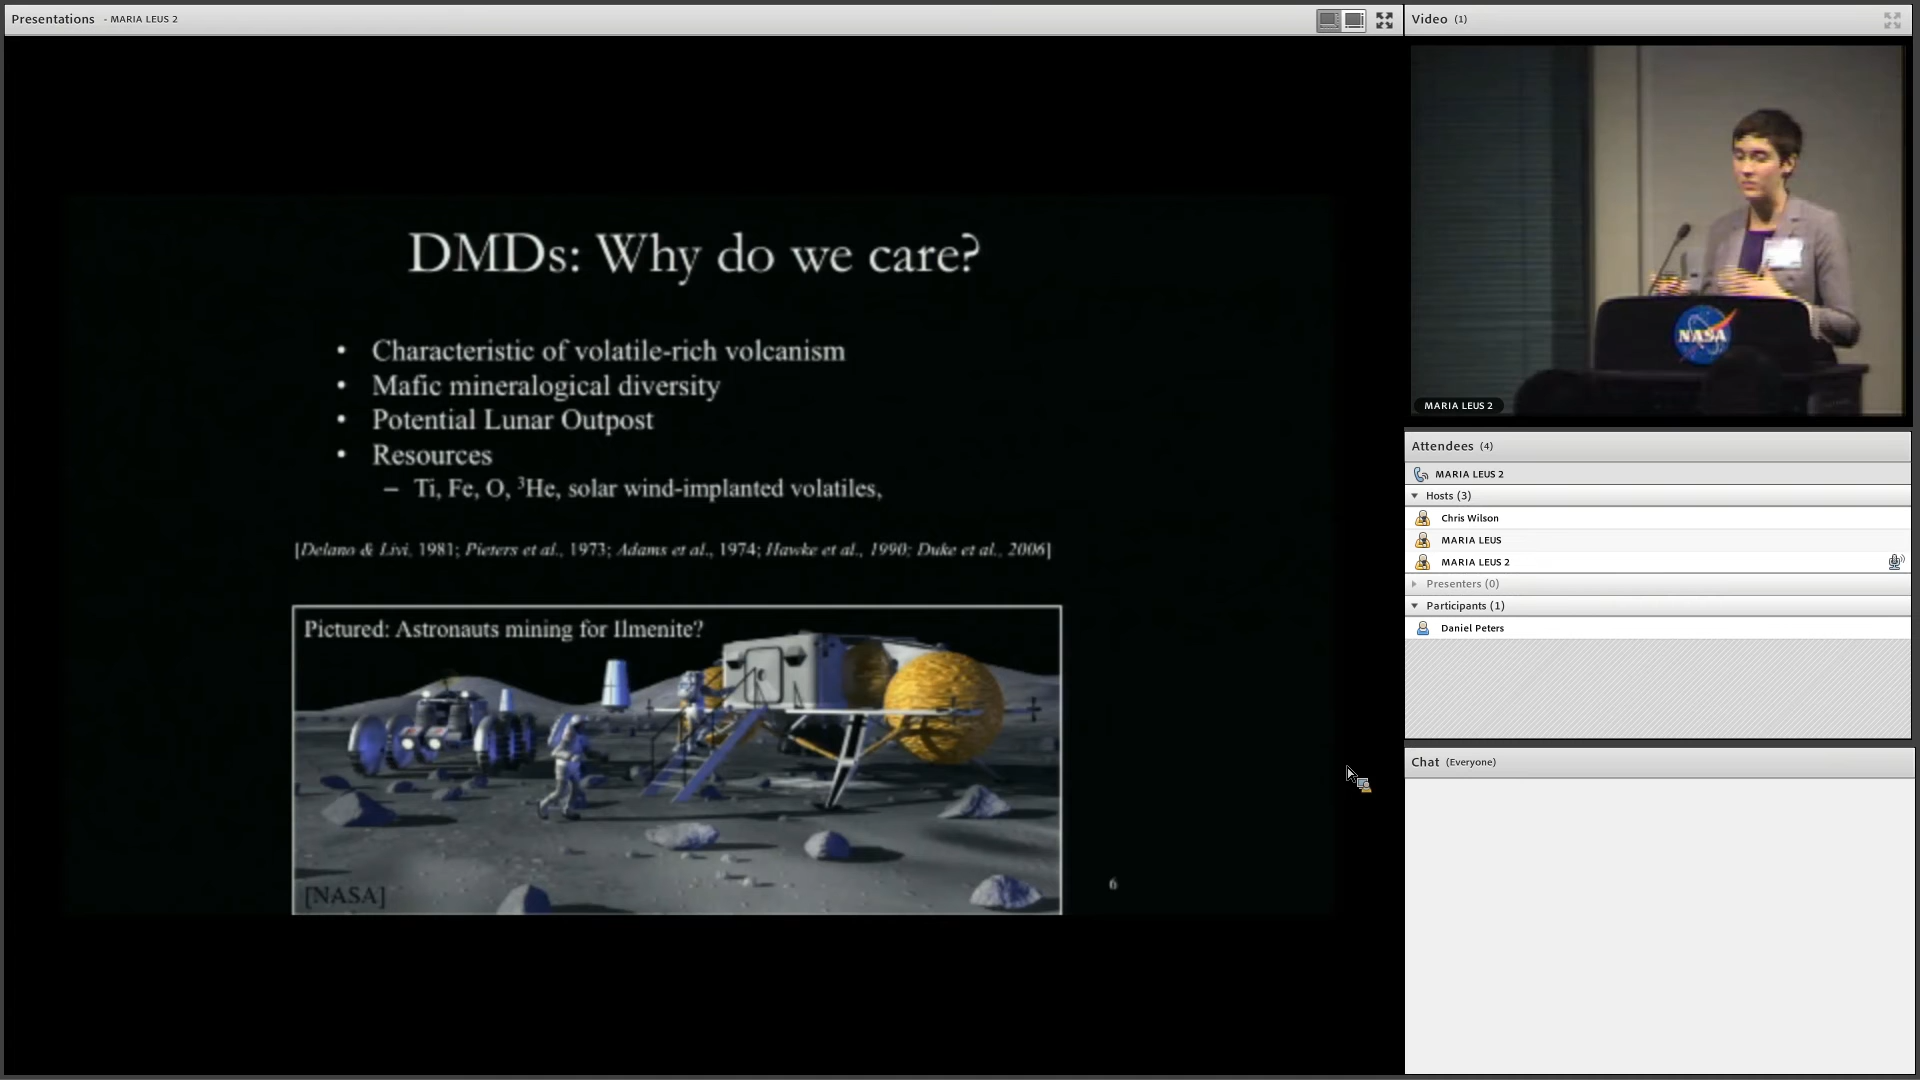 Presentations - MARIA LEUS 2
DMDs: Why do we care?
• Characteristic of volatile-rich volcanism
• Mafic mineralogical diversity
• Potential Lunar Outpost
• Resources
– Ti, Fe, O, ³He, solar wind-implanted volatiles,
[Delano & Livi, 1981; Pieters et al., 1973; Adams et al., 1974; Hawke et al., 1990; Duke et al., 2006]
Pictured: Astronauts mining for Ilmenite?
[NASA]
6
Video (1)
NASA
MARIA LEUS 2
Attendees (4)
MARIA LEUS 2
Hosts (3)
Chris Wilson
MARIA LEUS
MARIA LEUS 2
Presenters (0)
Participants (1)
Daniel Peters
Chat (Everyone)